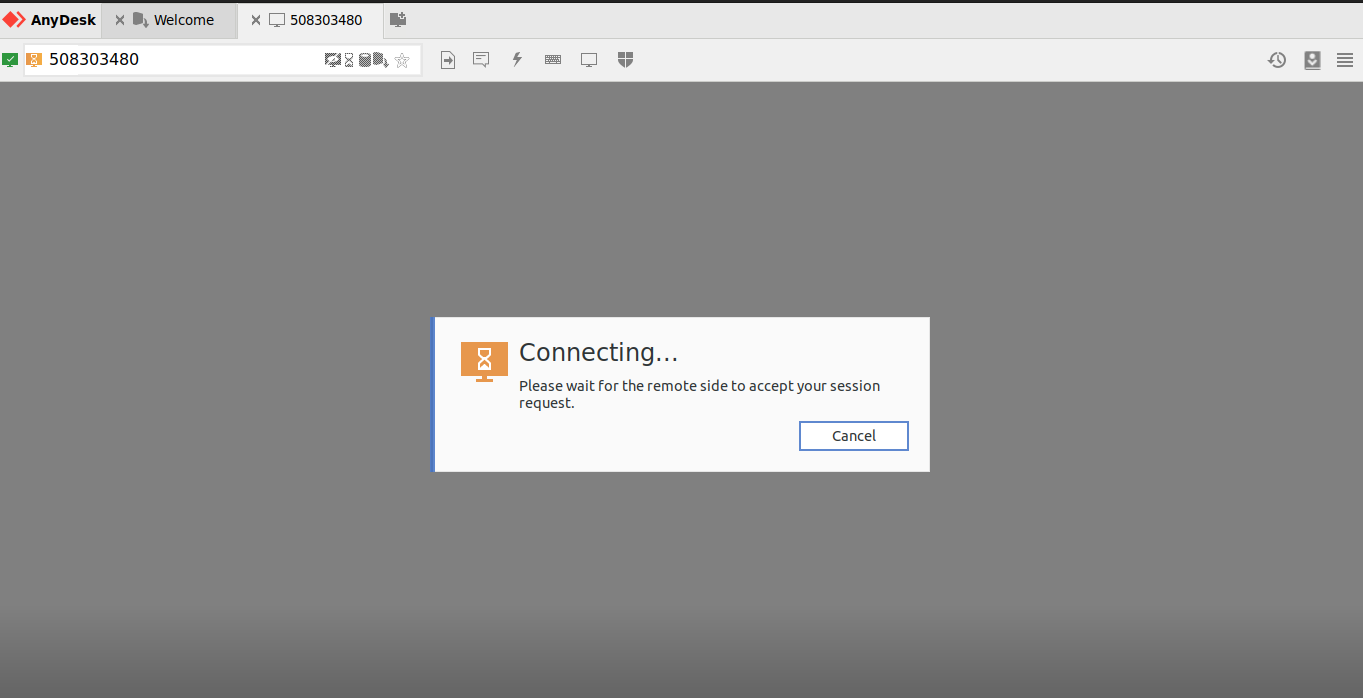 AnyDesk
Welcome
508303480
508303480
Connecting...
Please wait for the remote side to accept your session
request.
Cancel